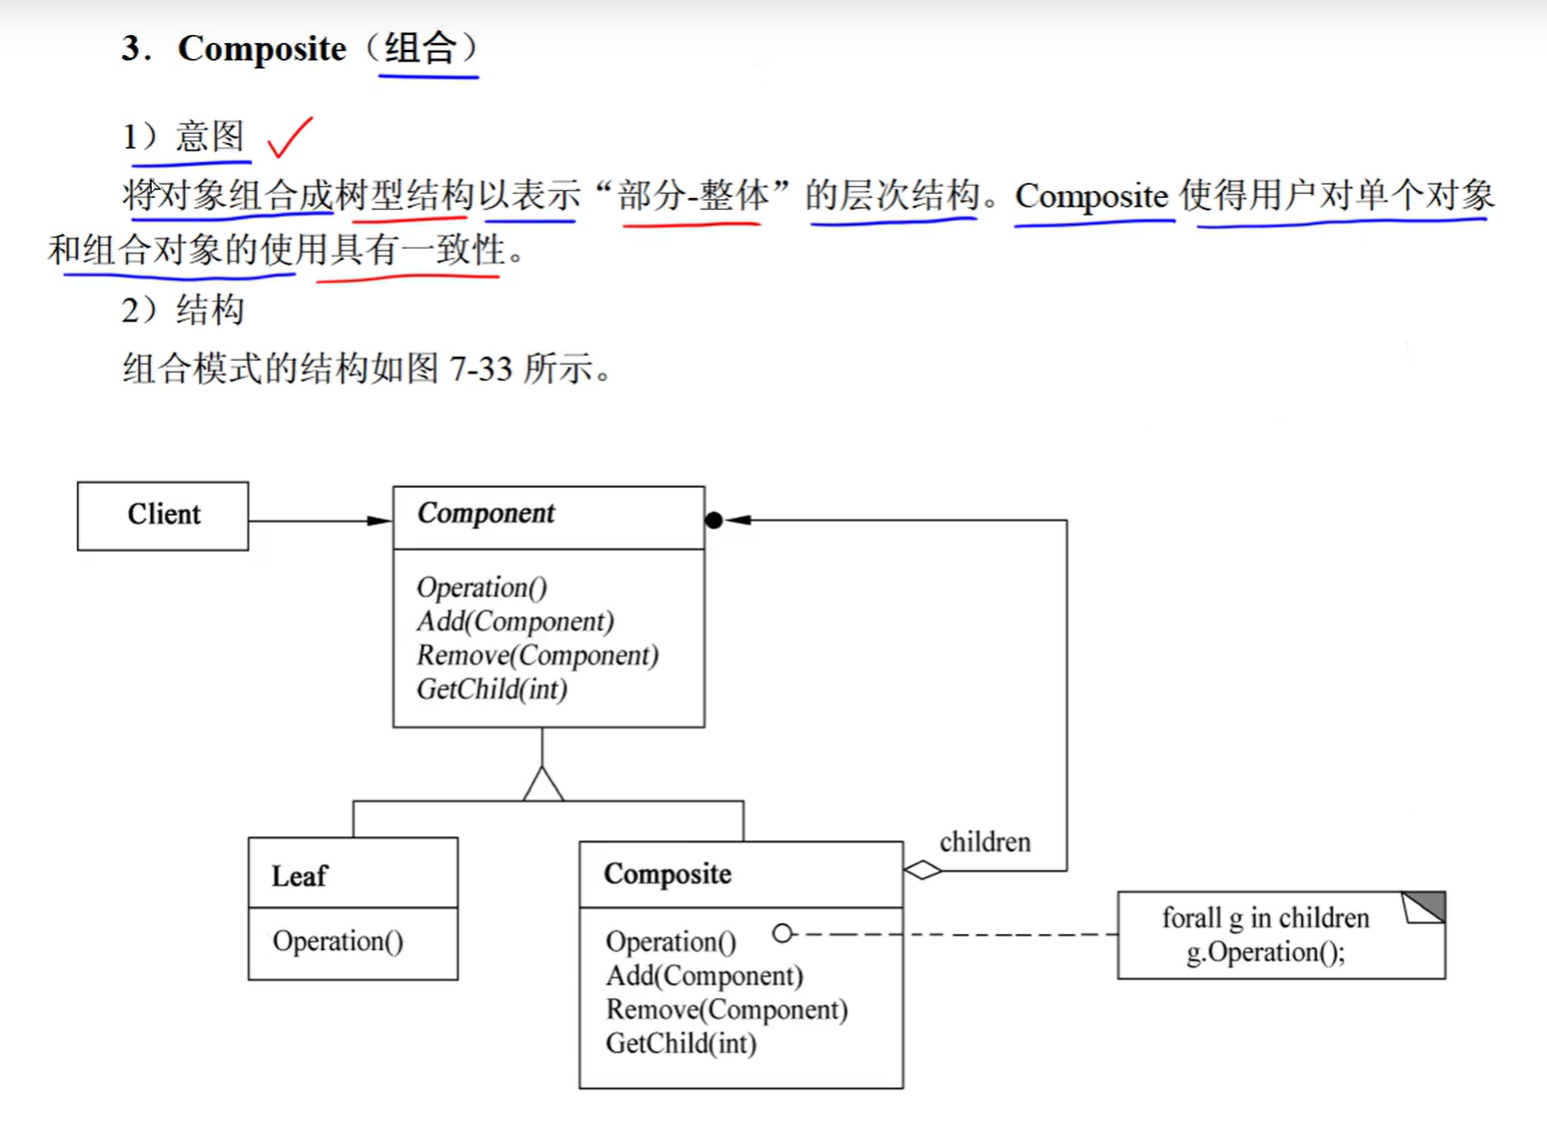 3. Composite（组合）
1）意图
将对象组合成树型结构以表示“部分-整体”的层次结构。Composite 使得用户对单个对象
和组合对象的使用具有一致性。
2）结构
组合模式的结构如图 7-33 所示。
Client
Component
Operation()
Add(Component)
Remove(Component)
GetChild(int)
children
Leaf
Operation()
Composite
Operation()
Add(Component)
Remove(Component)
GetChild(int)
forall g in children
g.Operation();